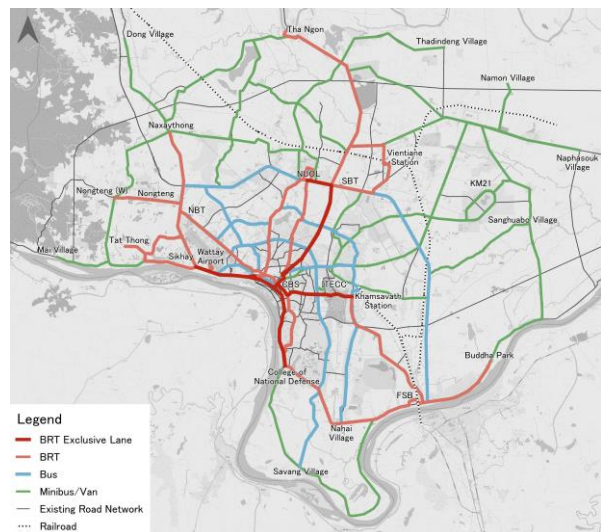 Tha Ngon
Dong Village
Thadindeng Village
Namon Village
Naxaythong
Vientiane
Station
Naphasouk
Village
NUOL
SBT
KM21
Nongteng (W)
Nongteng
NBT
Sanghuabo Village
Mai Village
Tat Thong
Wattay
Airport
Sikhay
CBS
ITECC
Khamsavath
Station
Buddha Park
College of
National Defense
FSB
Nahai
Village
Savang Village
Legend
BRT Exclusive Lane
BRT
Bus
Minibus/Van
Existing Road Network
Railroad